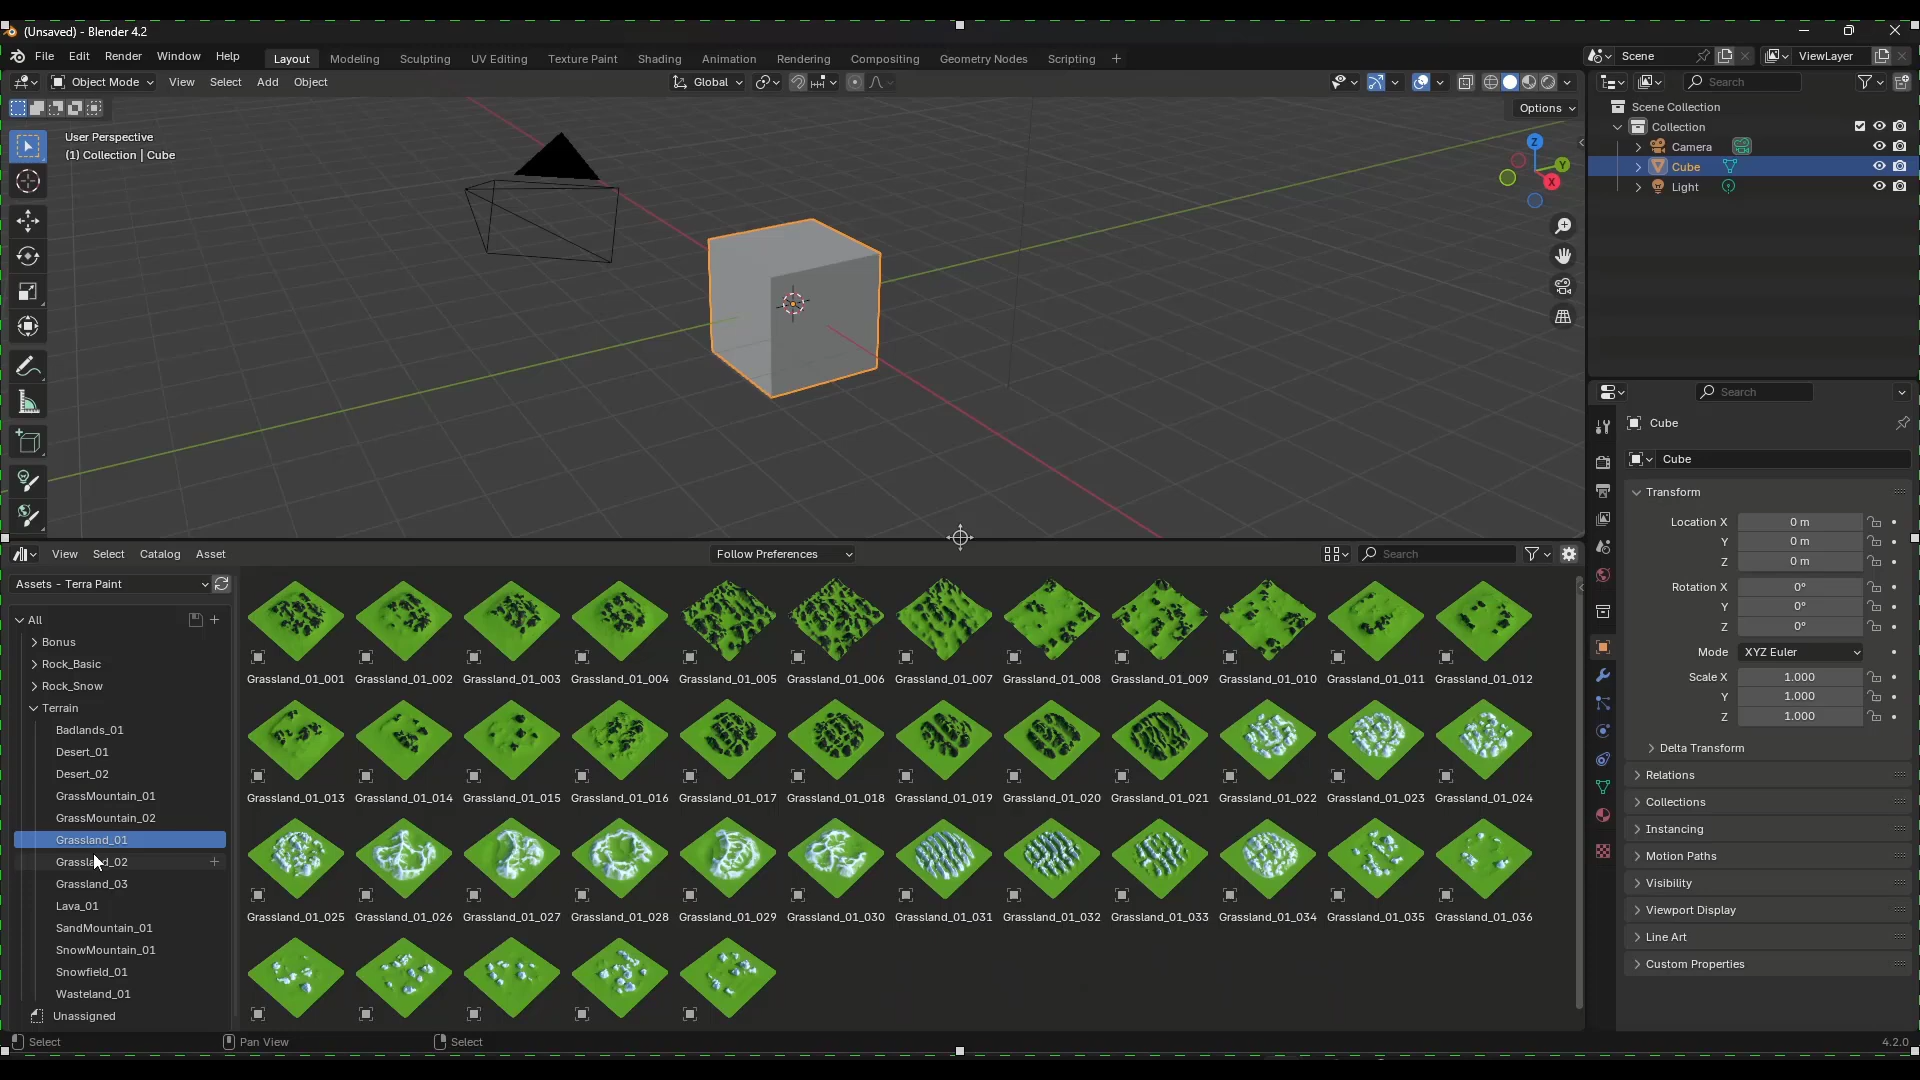 (Unsaved) - Blender 4.2
File Edit Render Window Help Layout Modeling Sculpting UV Editing Texture Paint Shading Animation Rendering Compositing Geometry Nodes Scripting + Scene ViewLayer
Object Mode View Select Add Object Global Search
Options
User Perspective
(1) Collection | Cube
Z
Y
X
Scene Collection
Collection
Camera
Cube
Light
Search
Cube
Cube
Transform
Location X 0 m
Y 0 m
Z 0 m
Rotation X 0°
Y 0°
Z 0°
Mode XYZ Euler
Scale X 1.000
Y 1.000
Z 1.000
Delta Transform
Relations
Collections
Instancing
Motion Paths
Visibility
Viewport Display
Line Art
Custom Properties
View Select Catalog Asset Follow Preferences Search
Assets - Terra Paint
All
Bonus
Rock_Basic
Rock_Snow
Terrain
Badlands_01
Desert_01
Desert_02
GrassMountain_01
GrassMountain_02
Grassland_01
Grassland_02
Grassland_03
Lava_01
SandMountain_01
SnowMountain_01
Snowfield_01
Wasteland_01
Unassigned
Grassland_01_001 Grassland_01_002 Grassland_01_003 Grassland_01_004 Grassland_01_005 Grassland_01_006 Grassland_01_007 Grassland_01_008 Grassland_01_009 Grassland_01_010 Grassland_01_011 Grassland_01_012
Grassland_01_013 Grassland_01_014 Grassland_01_015 Grassland_01_016 Grassland_01_017 Grassland_01_018 Grassland_01_019 Grassland_01_020 Grassland_01_021 Grassland_01_022 Grassland_01_023 Grassland_01_024
Grassland_01_025 Grassland_01_026 Grassland_01_027 Grassland_01_028 Grassland_01_029 Grassland_01_030 Grassland_01_031 Grassland_01_032 Grassland_01_033 Grassland_01_034 Grassland_01_035 Grassland_01_036
Select Pan View Select 4.2.0